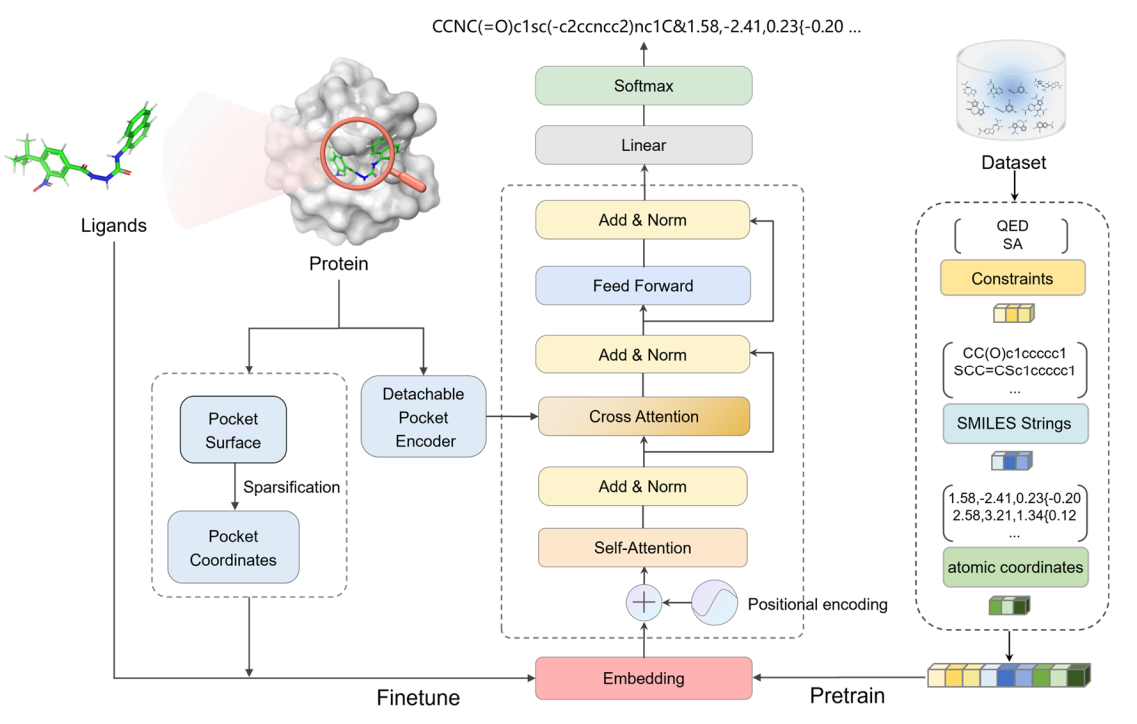 CCNC(=O)c1sc(-c2ccncc2)nc1C&1.58,-2.41,0.23{-0.20 ...
Softmax
Linear
Add & Norm
Feed Forward
Add & Norm
Cross Attention
Add & Norm
Self-Attention
Positional encoding
Embedding
Ligands
Protein
Pocket
Surface
Sparsification
Pocket
Coordinates
Detachable
Pocket
Encoder
Finetune
Pretrain
Dataset
QED
SA
Constraints
CC(O)c1ccccc1
SCC=CSc1ccccc1
...
SMILES Strings
1.58,-2.41,0.23{-0.20
2.58,3.21,1.34{0.12
...
atomic coordinates